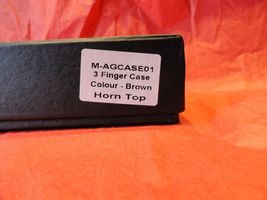 M-AGCASE01
3 Finger Case
Colour - Brown
Horn Top